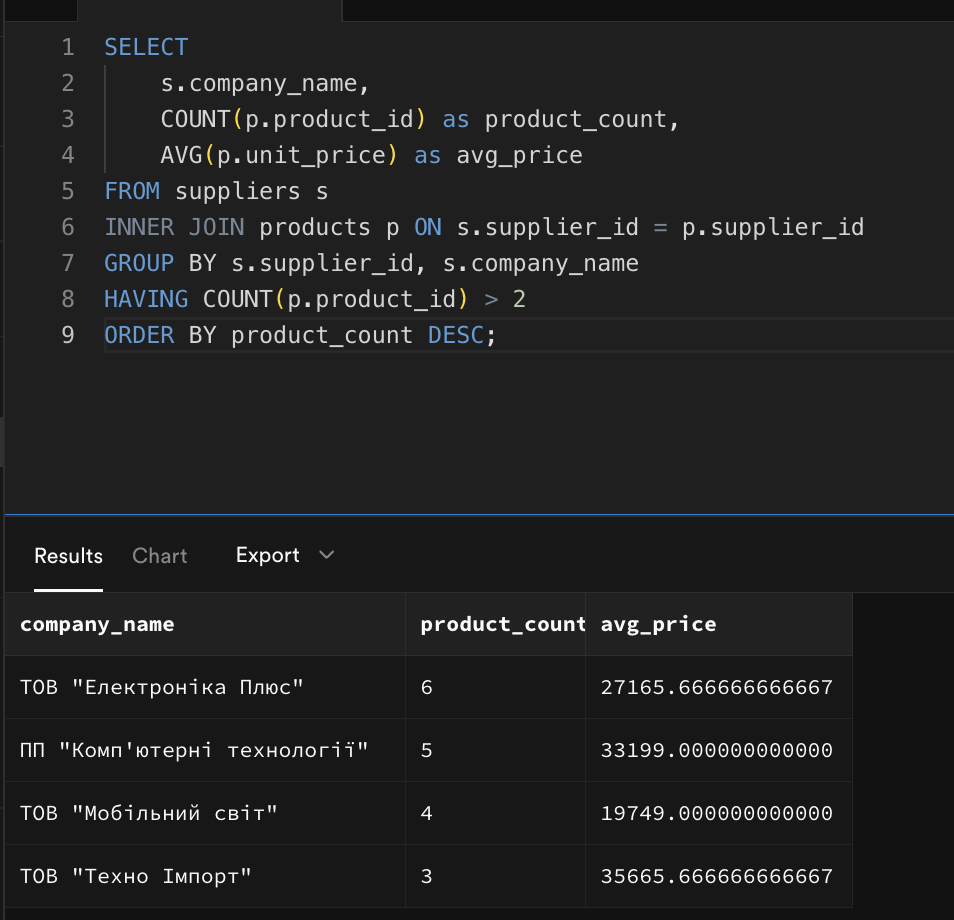 1 SELECT
2 s.company_name,
3 COUNT(p.product_id) as product_count,
4 AVG(p.unit_price) as avg_price
5 FROM suppliers s
6 INNER JOIN products p ON s.supplier_id = p.supplier_id
7 GROUP BY s.supplier_id, s.company_name
8 HAVING COUNT(p.product_id) > 2
9 ORDER BY product_count DESC;
Results Chart Export
company_name product_count avg_price
ТОВ "Електроніка Плюс" 6 27165.666666666667
ПП "Комп'ютерні технології" 5 33199.000000000000
ТОВ "Мобільний світ" 4 19749.000000000000
ТОВ "Техно Імпорт" 3 35665.666666666667